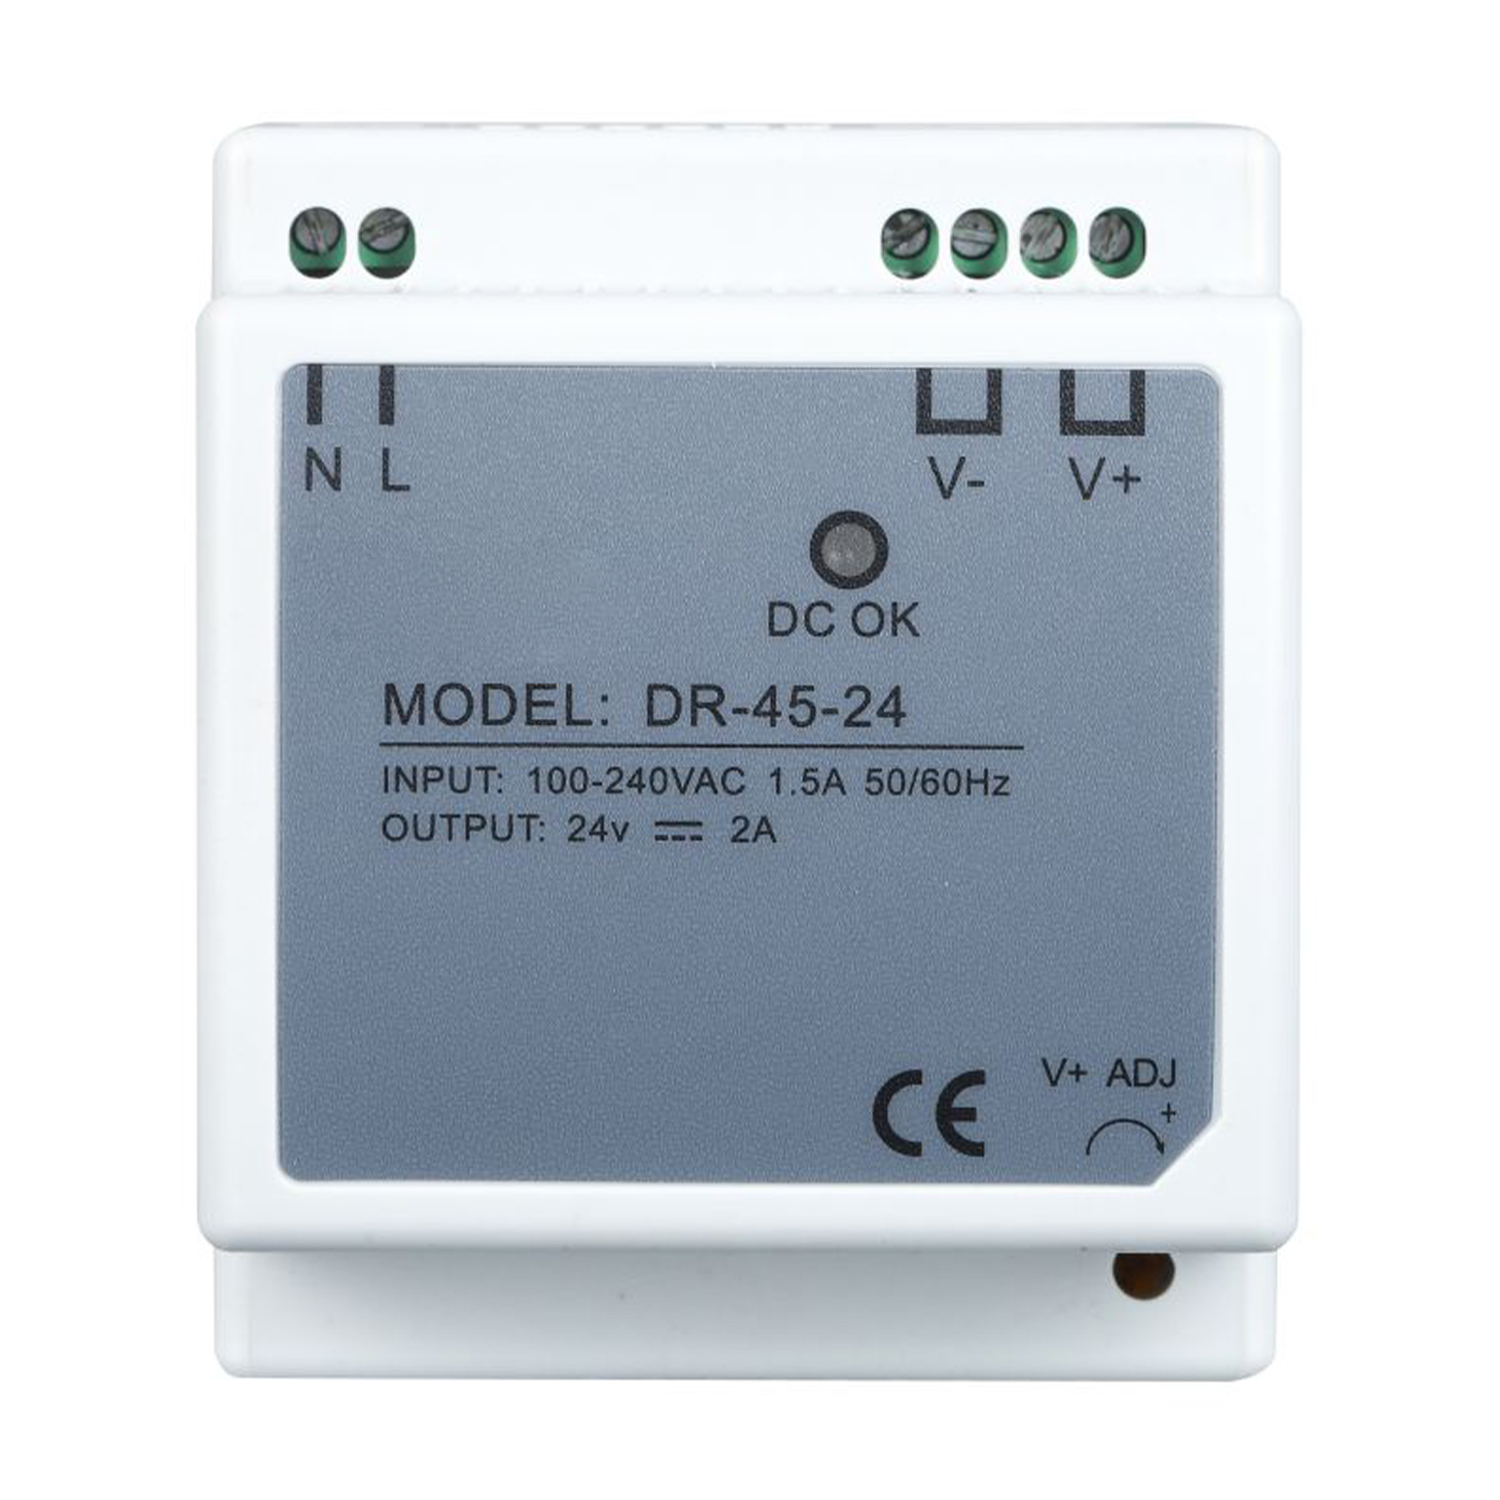 N L V- V+
DC OK
MODEL: DR-45-24
INPUT: 100-240VAC 1.5A 50/60Hz
OUTPUT: 24v ⎓ 2A
CE V+ ADJ
+